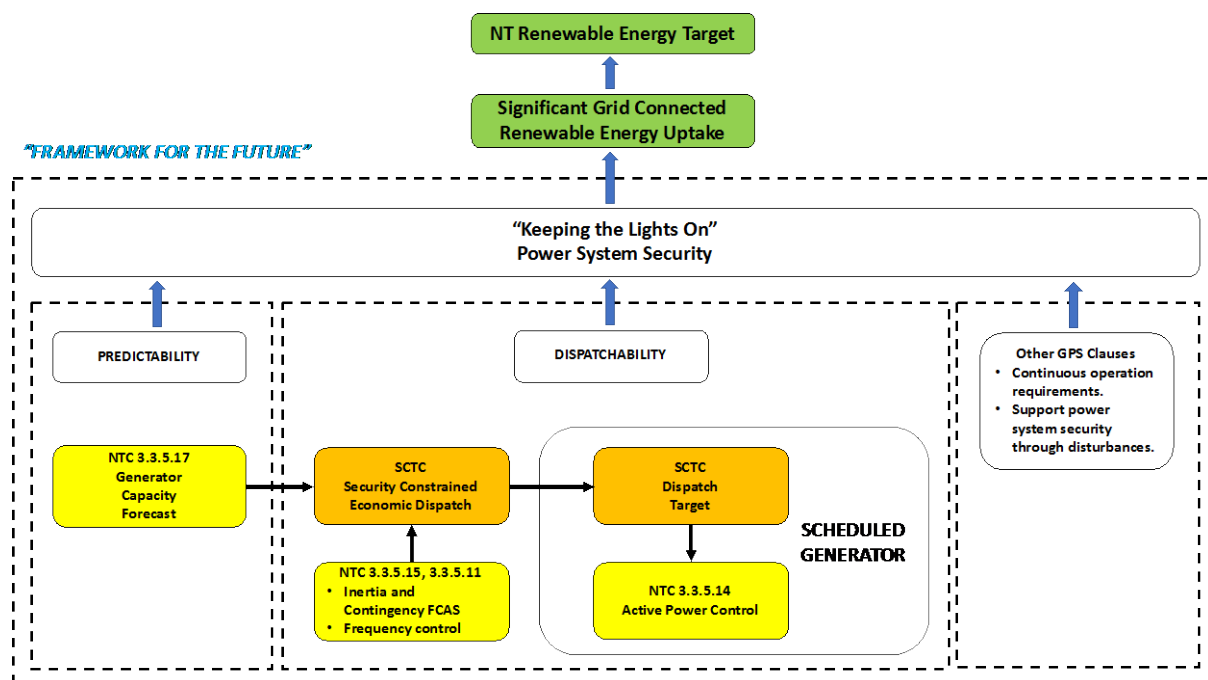 NT Renewable Energy Target
Significant Grid Connected
Renewable Energy Uptake
"FRAMEWORK FOR THE FUTURE"
“Keeping the Lights On”
Power System Security
PREDICTABILITY
DISPATCHABILITY
Other GPS Clauses
• Continuous operation
requirements.
• Support power
system security
through disturbances.
NTC 3.3.5.17
Generator
Capacity
Forecast
SCTC
Security Constrained
Economic Dispatch
SCTC
Dispatch
Target
SCHEDULED
GENERATOR
NTC 3.3.5.15, 3.3.5.11
• Inertia and
Contingency FCAS
• Frequency control
NTC 3.3.5.14
Active Power Control